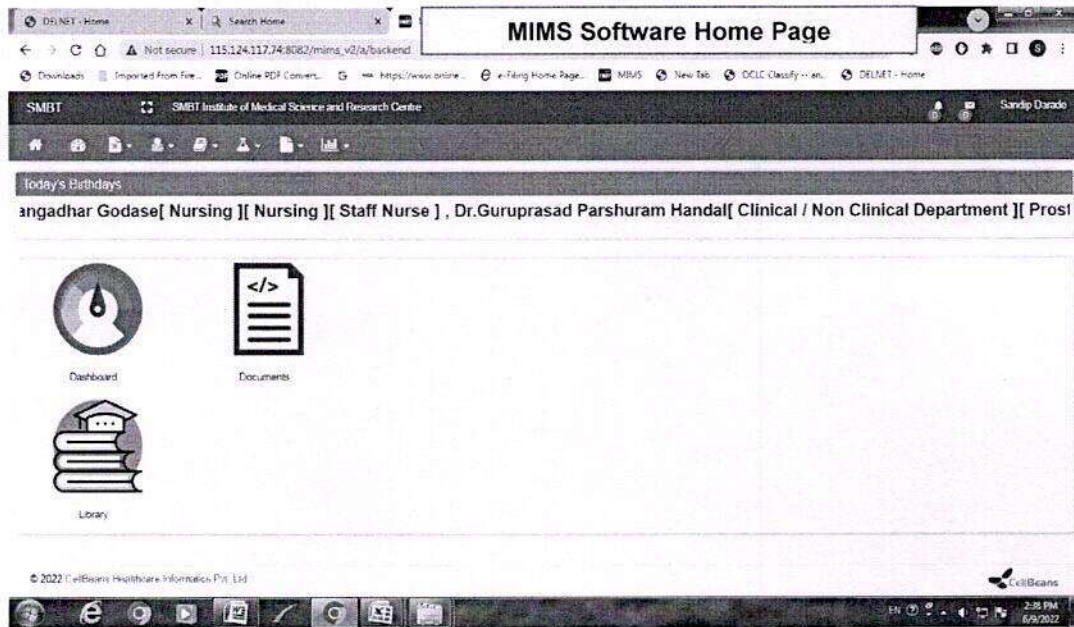 DELNET - Home
Search Home
MIMS Software Home Page
Not secure | 115.124.117.74:8082/mims_v2/a/backend
Downloads
Imported From Fire...
Online PDF Convert...
G
e-Filing Home Page...
MIMS
New Tab
OCLC Classify -- an...
DELNET - Home
SMBT
SMBT Institute of Medical Science and Research Centre
Sandip Darade
Today's Birthdays
angadhar Godase[ Nursing ][ Nursing ][ Staff Nurse ] , Dr.Guruprasad Parshuram Handal[ Clinical / Non Clinical Department ][ Prost
</>
Dashboard
Documents
Library
© 2022 CellBeans Healthcare Informatics Pvt. Ltd
CellBeans
EN
2:38 PM
6/9/2022